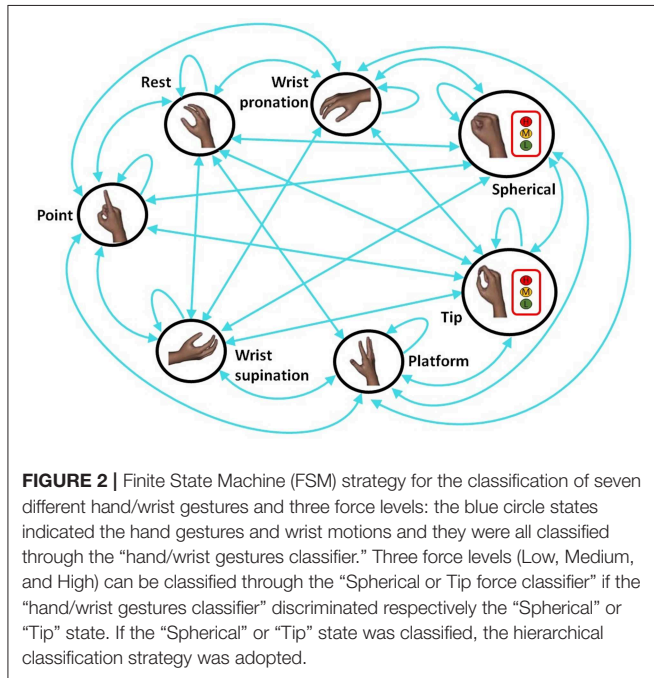 Rest
Wrist
pronation
H
M
L
Spherical
Point
H
M
L
Tip
Wrist
supination
Platform
FIGURE 2 | Finite State Machine (FSM) strategy for the classification of seven
different hand/wrist gestures and three force levels: the blue circle states
indicated the hand gestures and wrist motions and they were all classified
through the “hand/wrist gestures classifier.” Three force levels (Low, Medium,
and High) can be classified through the “Spherical or Tip force classifier” if the
“hand/wrist gestures classifier” discriminated respectively the “Spherical” or
“Tip” state. If the “Spherical” or “Tip” state was classified, the hierarchical
classification strategy was adopted.